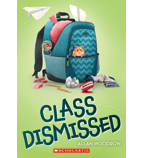 CLASS
DISMISSED
ALLAN WOODROW
SCHOLASTIC